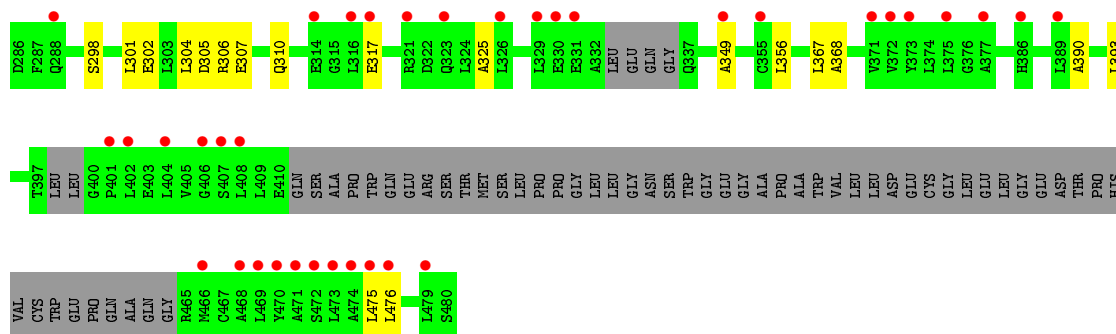 D286 F287 Q288 S298 L301 E302 L303 L304 D305 R306 E307 Q310 E314 G315 L316 E317 R321 D322 Q323 L324 A325 L326 L329 E330 E331 A332 LEU GLU GLN GLY Q337 A349 C355 L356 L367 A368 V371 V372 Y373 L374 L375 G376 A377 H386 L389 A390 L393
T397 LEU LEU G400 P401 L402 E403 L404 V405 G406 S407 L408 L409 E410 GLN SER ALA PRO TRP GLN GLU ARG SER THR MET SER LEU PRO PRO GLY LEU LEU GLY ASN SER TRP GLY GLU GLY ALA PRO ALA TRP VAL LEU LEU ASP GLU CYS GLY LEU GLU LEU GLY GLU ASP THR PRO HIS
VAL CYS TRP GLU PRO GLN ALA GLN GLY R465 M466 C467 A468 L469 Y470 A471 S472 L473 A474 L475 L476 L479 S480